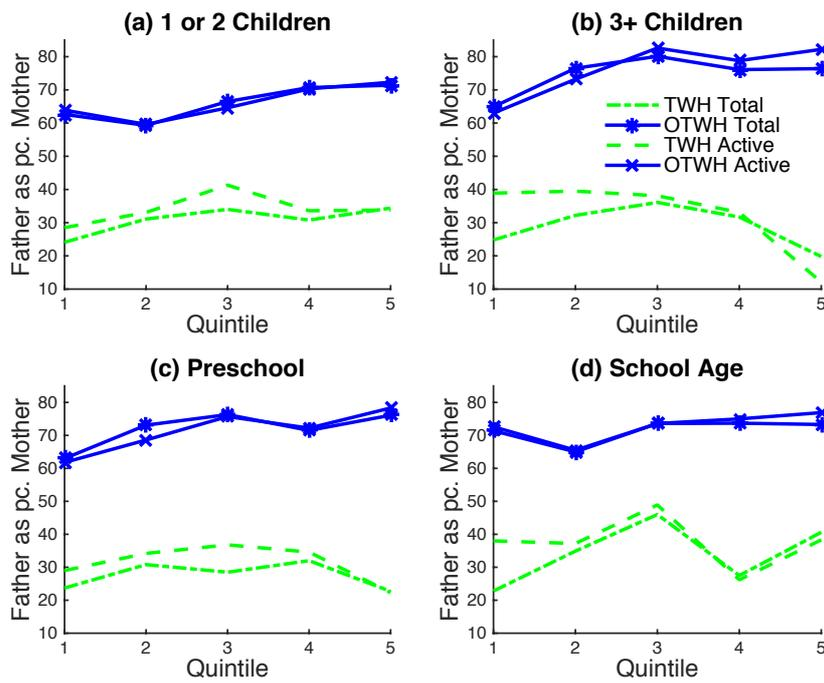 (a) 1 or 2 Children
80
70
60
50
40
30
20
10
Father as pc. Mother
1 2 3 4 5
Quintile
(b) 3+ Children
80
70
60
50
40
30
20
10
Father as pc. Mother
TWH Total
OTWH Total
TWH Active
OTWH Active
1 2 3 4 5
Quintile
(c) Preschool
80
70
60
50
40
30
20
10
Father as pc. Mother
1 2 3 4 5
Quintile
(d) School Age
80
70
60
50
40
30
20
10
Father as pc. Mother
1 2 3 4 5
Quintile